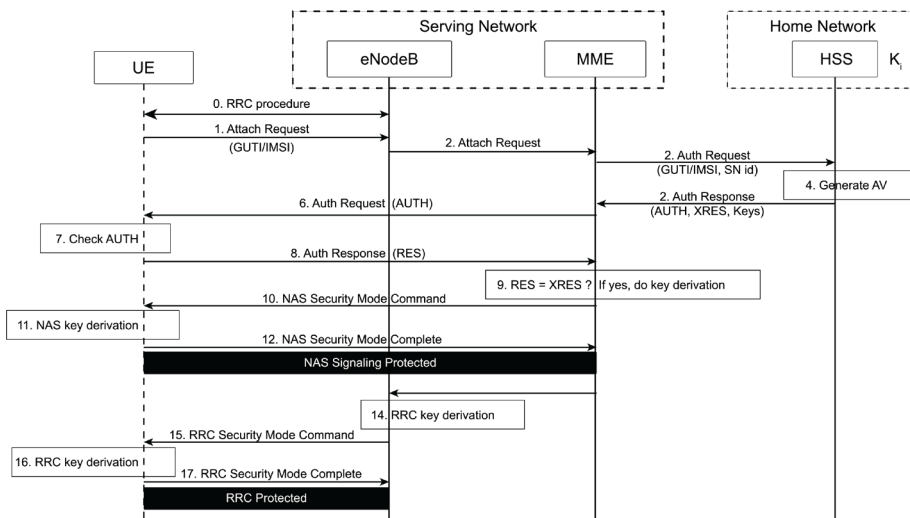 Serving Network
Home Network
UE
eNodeB
MME
HSS
K_i
0. RRC procedure
1. Attach Request
(GUTI/IMSI)
2. Attach Request
2. Auth Request
(GUTI/IMSI, SN id)
4. Generate AV
2. Auth Response
(AUTH, XRES, Keys)
6. Auth Request (AUTH)
7. Check AUTH
8. Auth Response (RES)
9. RES = XRES ? If yes, do key derivation
10. NAS Security Mode Command
11. NAS key derivation
12. NAS Security Mode Complete
NAS Signaling Protected
14. RRC key derivation
15. RRC Security Mode Command
16. RRC key derivation
17. RRC Security Mode Complete
RRC Protected